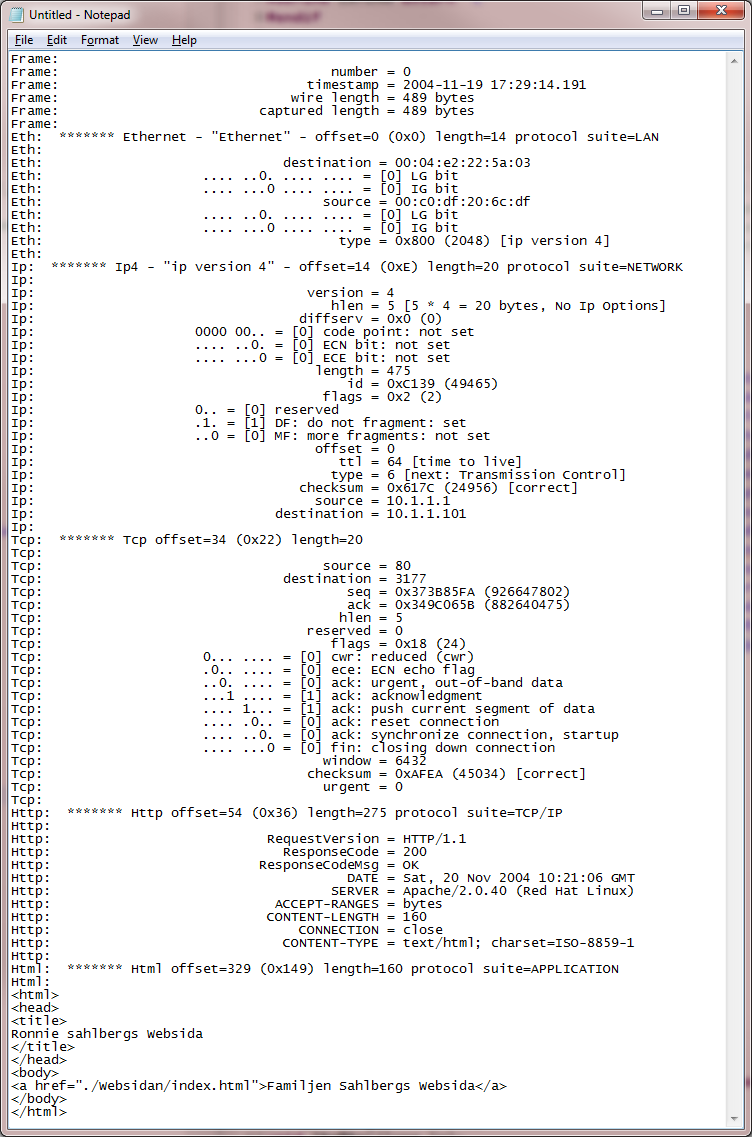 Untitled - Notepad
File Edit Format View Help
Frame:
Frame: number = 0
Frame: timestamp = 2004-11-19 17:29:14.191
Frame: wire length = 489 bytes
Frame: captured length = 489 bytes
Frame:
Eth: ******* Ethernet - "Ethernet" - offset=0 (0x0) length=14 protocol suite=LAN
Eth:
Eth: destination = 00:04:e2:22:5a:03
Eth: .... ..0. .... .... = [0] LG bit
Eth: .... ...0 .... .... = [0] IG bit
Eth: source = 00:c0:df:20:6c:df
Eth: .... ..0. .... .... = [0] LG bit
Eth: .... ...0 .... .... = [0] IG bit
Eth: type = 0x800 (2048) [ip version 4]
Eth:
Ip: ******* Ip4 - "ip version 4" - offset=14 (0xE) length=20 protocol suite=NETWORK
Ip:
Ip: version = 4
Ip: hlen = 5 [5 * 4 = 20 bytes, No Ip Options]
Ip: diffserv = 0x0 (0)
Ip: 0000 00.. = [0] code point: not set
Ip: .... ..0. = [0] ECN bit: not set
Ip: .... ...0 = [0] ECE bit: not set
Ip: length = 475
Ip: id = 0xC139 (49465)
Ip: flags = 0x2 (2)
Ip: 0.. = [0] reserved
Ip: .1. = [1] DF: do not fragment: set
Ip: ..0 = [0] MF: more fragments: not set
Ip: offset = 0
Ip: ttl = 64 [time to live]
Ip: type = 6 [next: Transmission Control]
Ip: checksum = 0x617C (24956) [correct]
Ip: source = 10.1.1.1
Ip: destination = 10.1.1.101
Ip:
Tcp: ******* Tcp offset=34 (0x22) length=20
Tcp:
Tcp: source = 80
Tcp: destination = 3177
Tcp: seq = 0x373B85FA (926647802)
Tcp: ack = 0x349C065B (882640475)
Tcp: hlen = 5
Tcp: reserved = 0
Tcp: flags = 0x18 (24)
Tcp: 0... .... = [0] cwr: reduced (cwr)
Tcp: .0.. .... = [0] ece: ECN echo flag
Tcp: ..0. .... = [0] ack: urgent, out-of-band data
Tcp: ...1 .... = [1] ack: acknowledgment
Tcp: .... 1... = [1] ack: push current segment of data
Tcp: .... .0.. = [0] ack: reset connection
Tcp: .... ..0. = [0] ack: synchronize connection, startup
Tcp: .... ...0 = [0] fin: closing down connection
Tcp: window = 6432
Tcp: checksum = 0xAFEA (45034) [correct]
Tcp: urgent = 0
Tcp:
Http: ******* Http offset=54 (0x36) length=275 protocol suite=TCP/IP
Http:
Http: RequestVersion = HTTP/1.1
Http: ResponseCode = 200
Http: ResponseCodeMsg = OK
Http: DATE = Sat, 20 Nov 2004 10:21:06 GMT
Http: SERVER = Apache/2.0.40 (Red Hat Linux)
Http: ACCEPT-RANGES = bytes
Http: CONTENT-LENGTH = 160
Http: CONNECTION = close
Http: CONTENT-TYPE = text/html; charset=ISO-8859-1
Http:
Html: ******* Html offset=329 (0x149) length=160 protocol suite=APPLICATION
Html:
<html>
<head>
<title>
Ronnie sahlbergs Websida
</title>
</head>
<body>
<a href="./Websidan/index.html">Familjen Sahlbergs Websida</a>
</body>
</html>